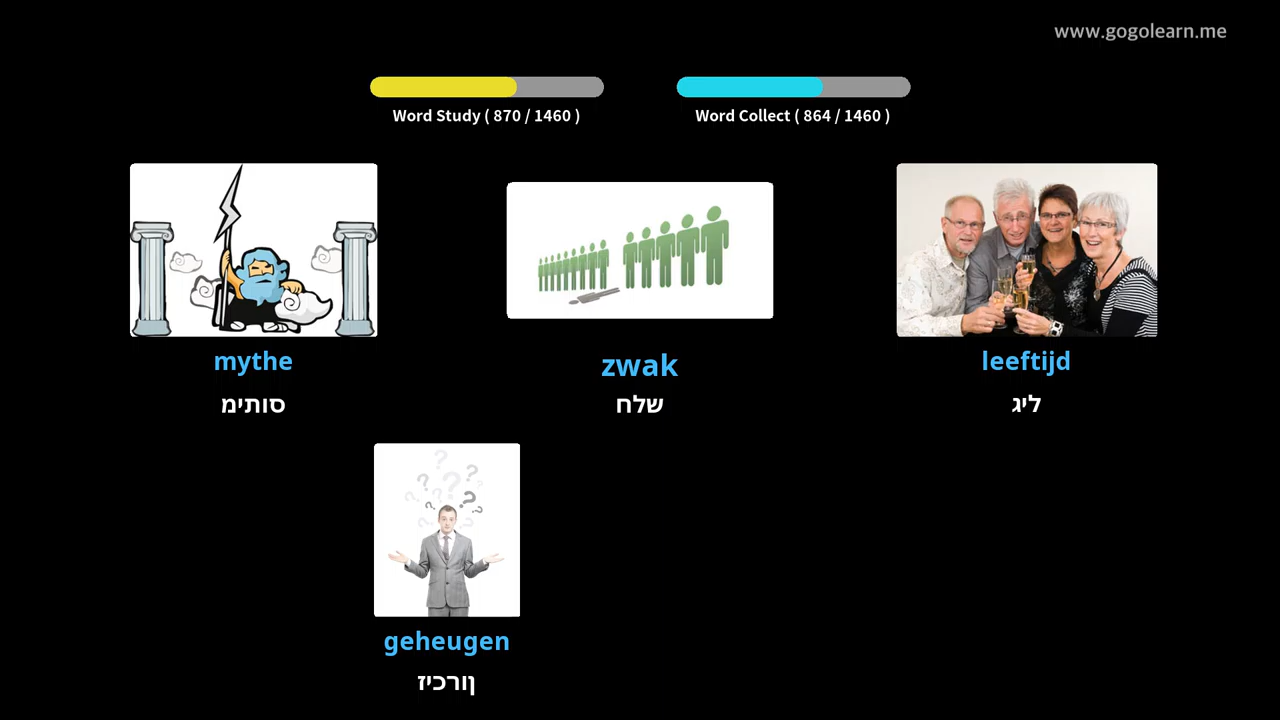 www.gogolearn.me
Word Study ( 870 / 1460 )
Word Collect ( 864 / 1460 )
mythe
סותימ
zwak
שלח
leeftijd
ליג
geheugen
ןורכיז